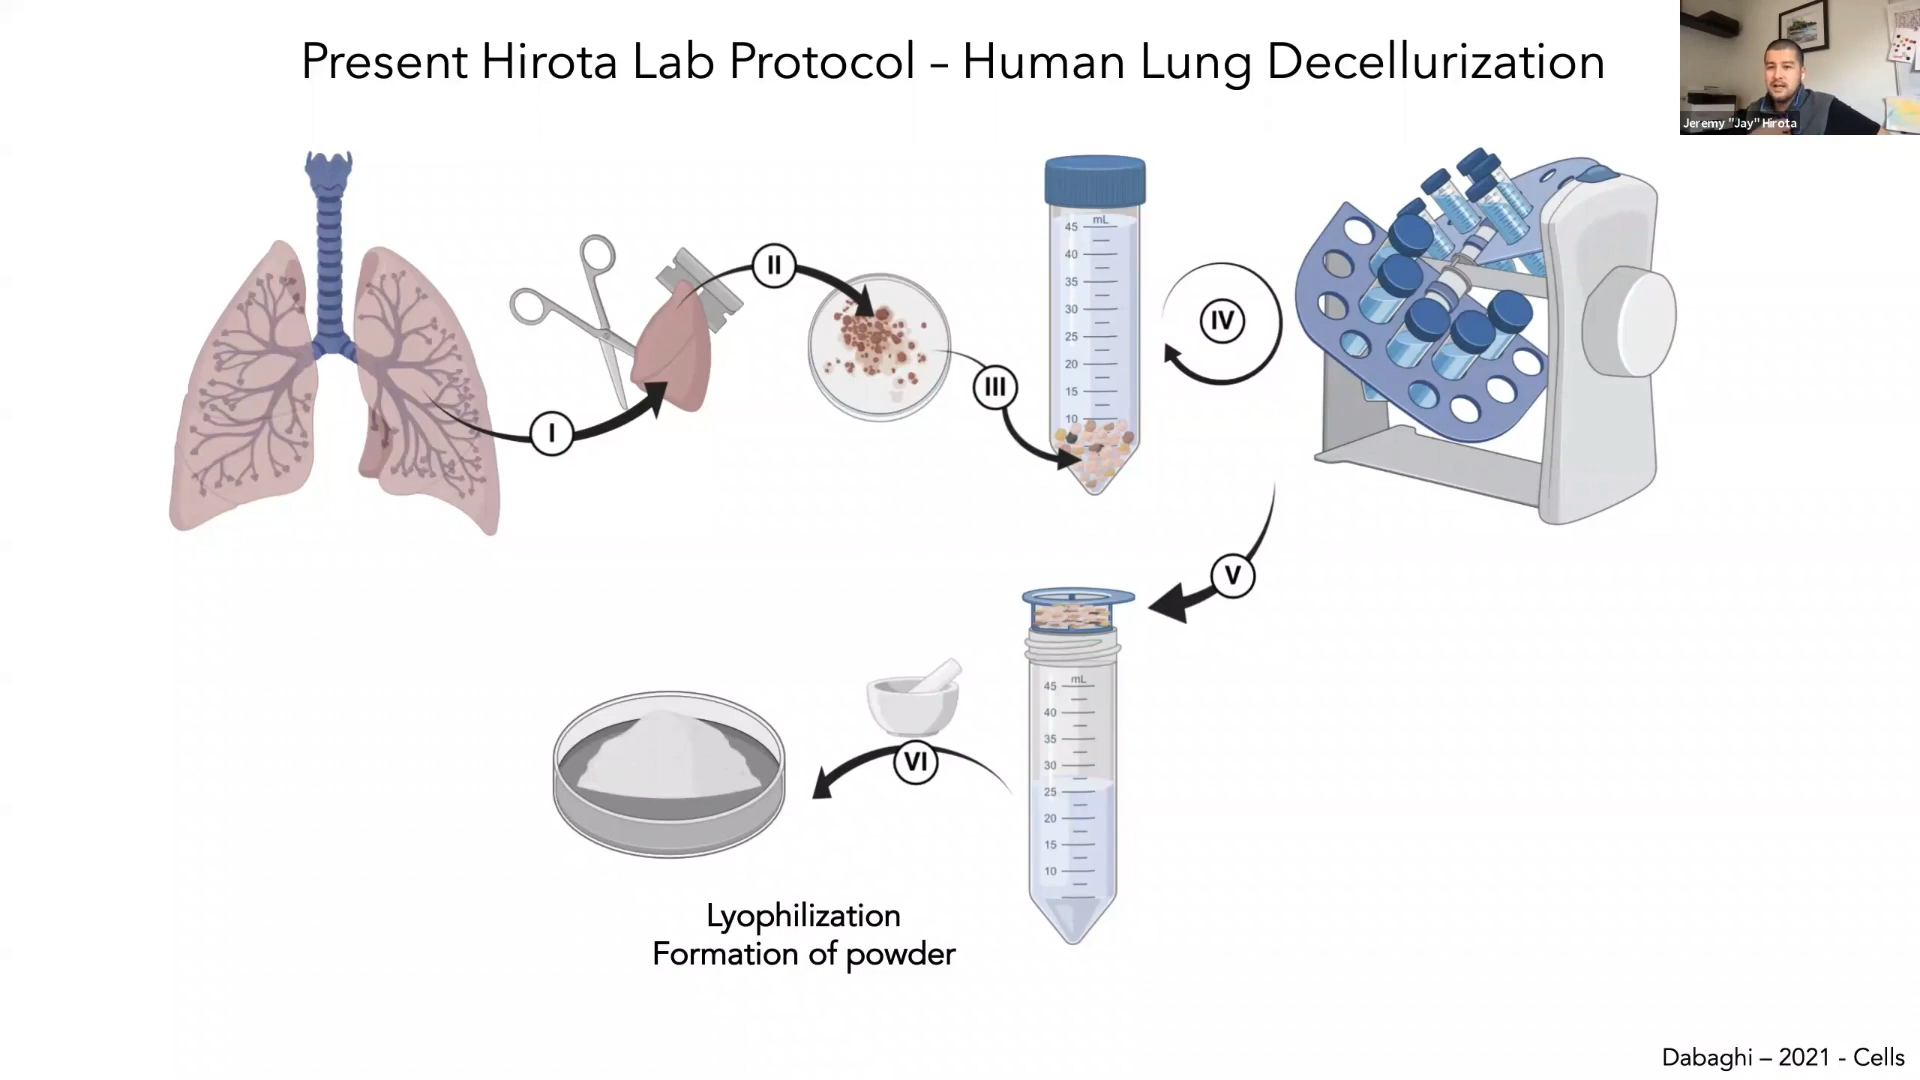 Present Hirota Lab Protocol – Human Lung Decellurization
Jeremy "Jay" Hirota
I
II
III
IV
V
VI
mL
45
40
35
30
25
20
15
10
mL
45
40
35
30
25
20
15
10
Lyophilization
Formation of powder
Dabaghi – 2021 - Cells